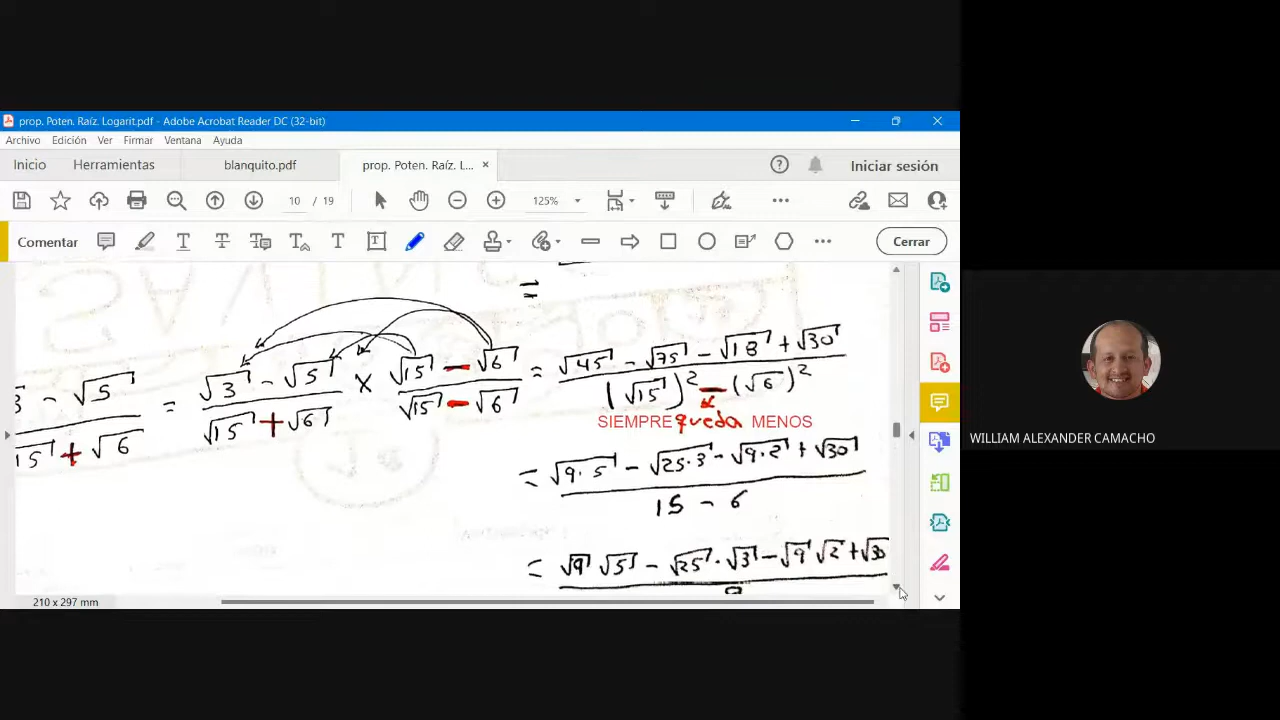 prop. Poten. Raíz. Logarit.pdf - Adobe Acrobat Reader DC (32-bit)
Archivo Edición Ver Firmar Ventana Ayuda
Inicio Herramientas blanquito.pdf prop. Poten. Raíz. L... × Iniciar sesión
10 / 19 125%
Comentar Cerrar
=
3 - √5 / 15 + √6 = √3 - √5 / √15 + √6 × √15 - √6 / √15 - √6 = √45 - √75 - √18 + √30 / (√15)² - (√6)²
SIEMPRE queda MENOS
= √9·5 - √25·3 - √9·2 + √30 / 15 - 6
= √9 √5 - √25·√3 - √9 √2 + √30 / 9
210 x 297 mm
WILLIAM ALEXANDER CAMACHO